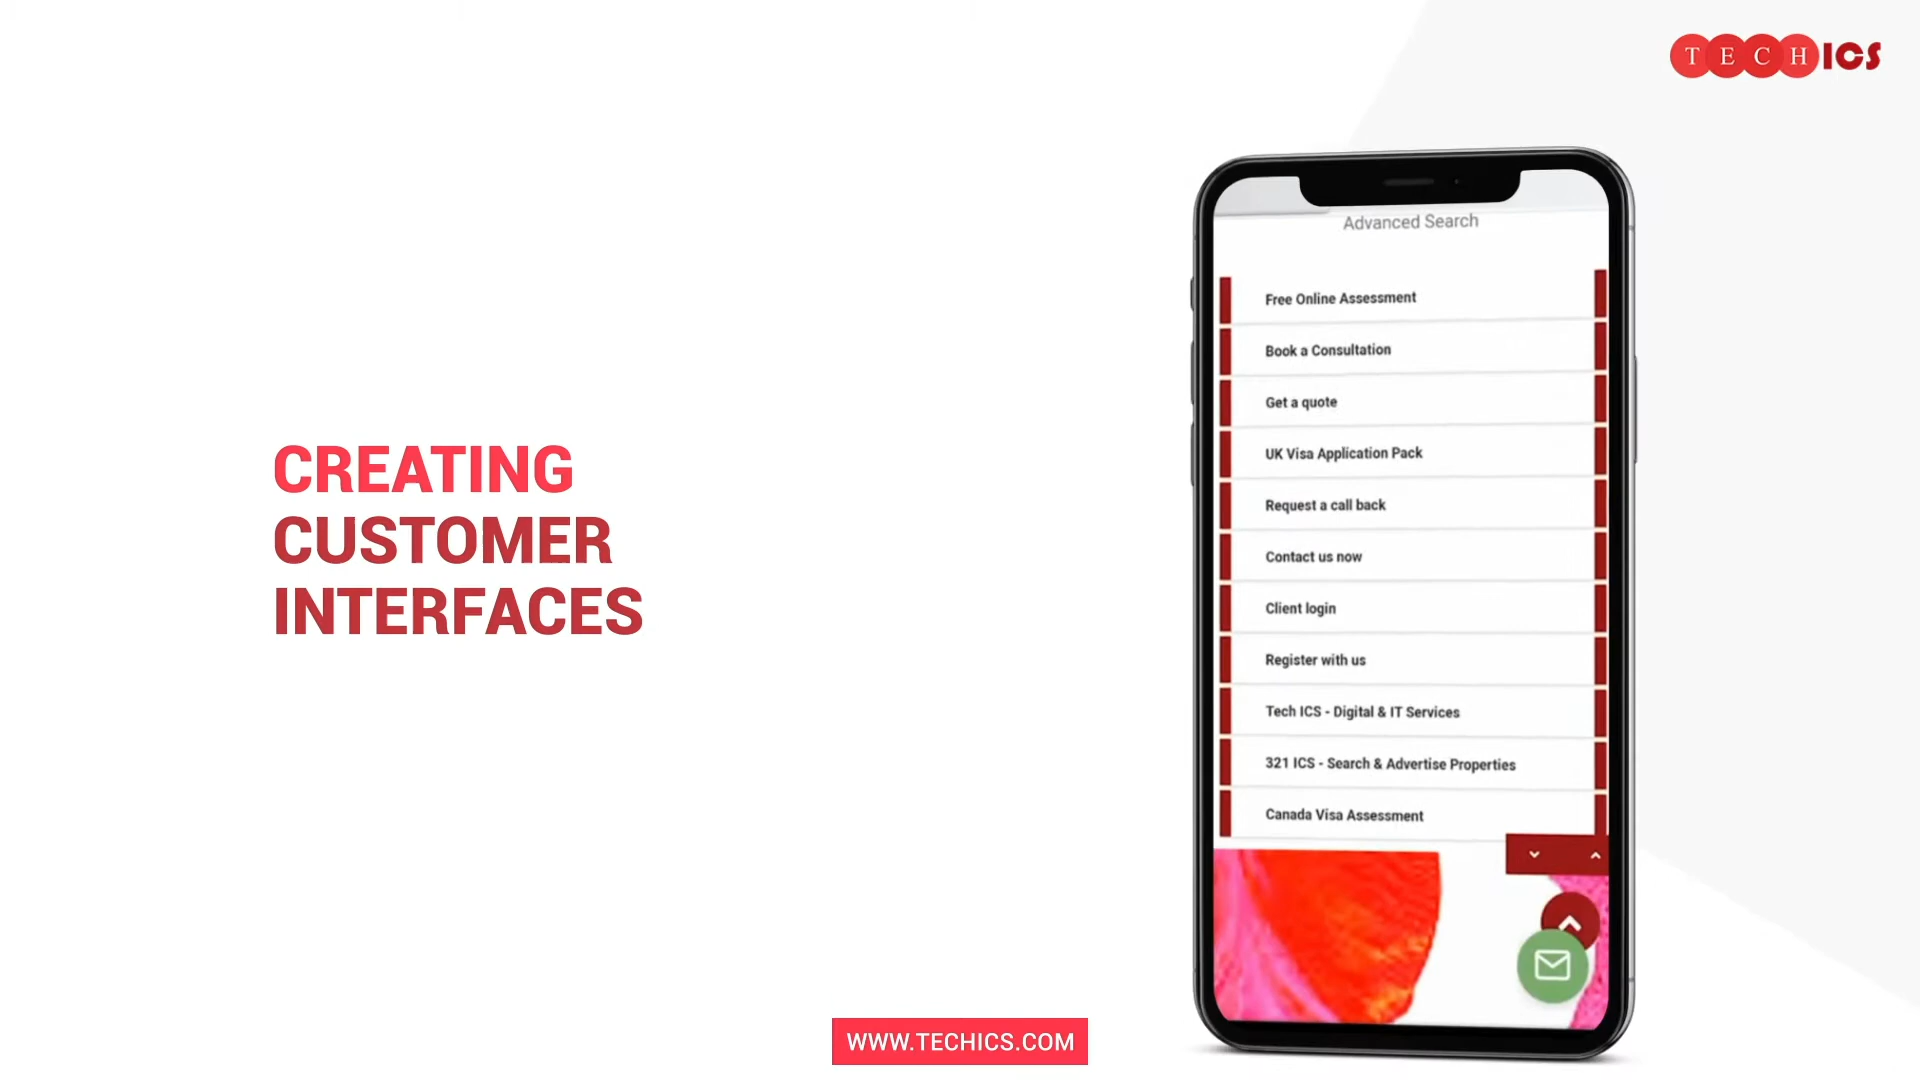 TECHICS
CREATING
CUSTOMER
INTERFACES
Advanced Search
Free Online Assessment
Book a Consultation
Get a quote
UK Visa Application Pack
Request a call back
Contact us now
Client login
Register with us
Tech ICS - Digital & IT Services
321 ICS - Search & Advertise Properties
Canada Visa Assessment
WWW.TECHICS.COM